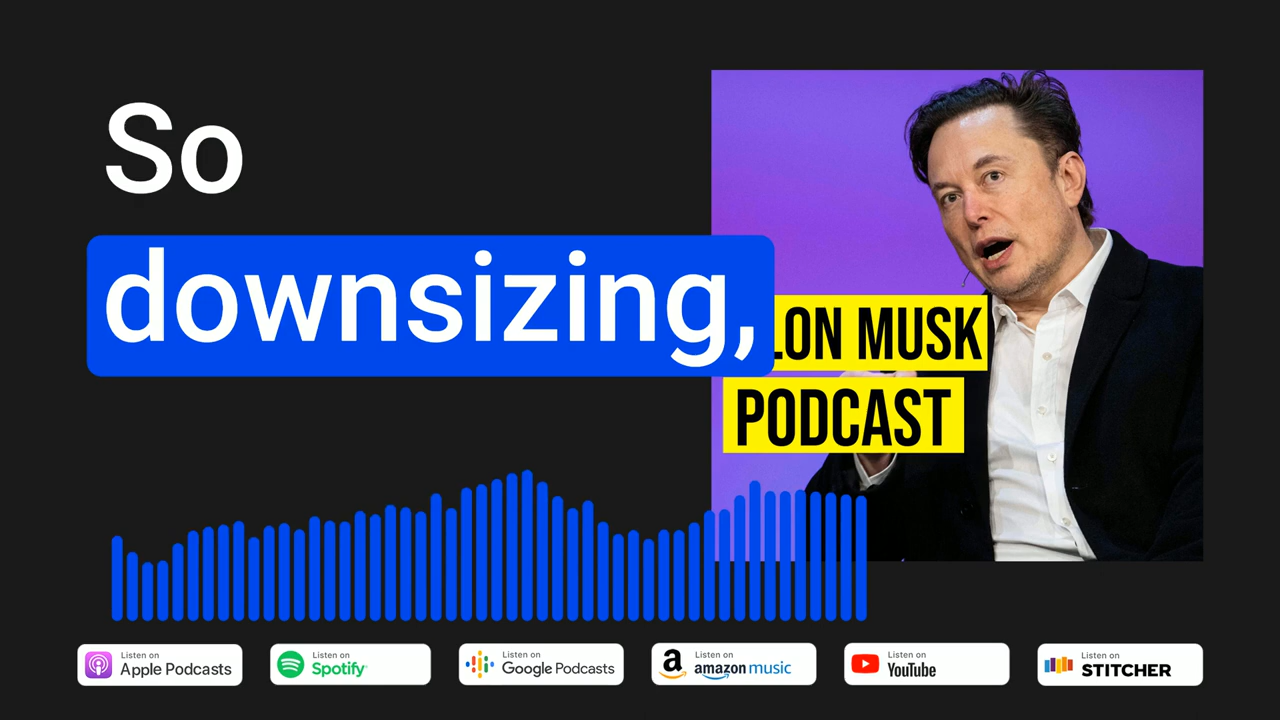 So
downsizing,
LON MUSK
PODCAST
Listen on
Apple Podcasts
Listen on
Spotify
Listen on
Google Podcasts
a
Listen on
amazon music
Listen on
YouTube
Listen on
STITCHER